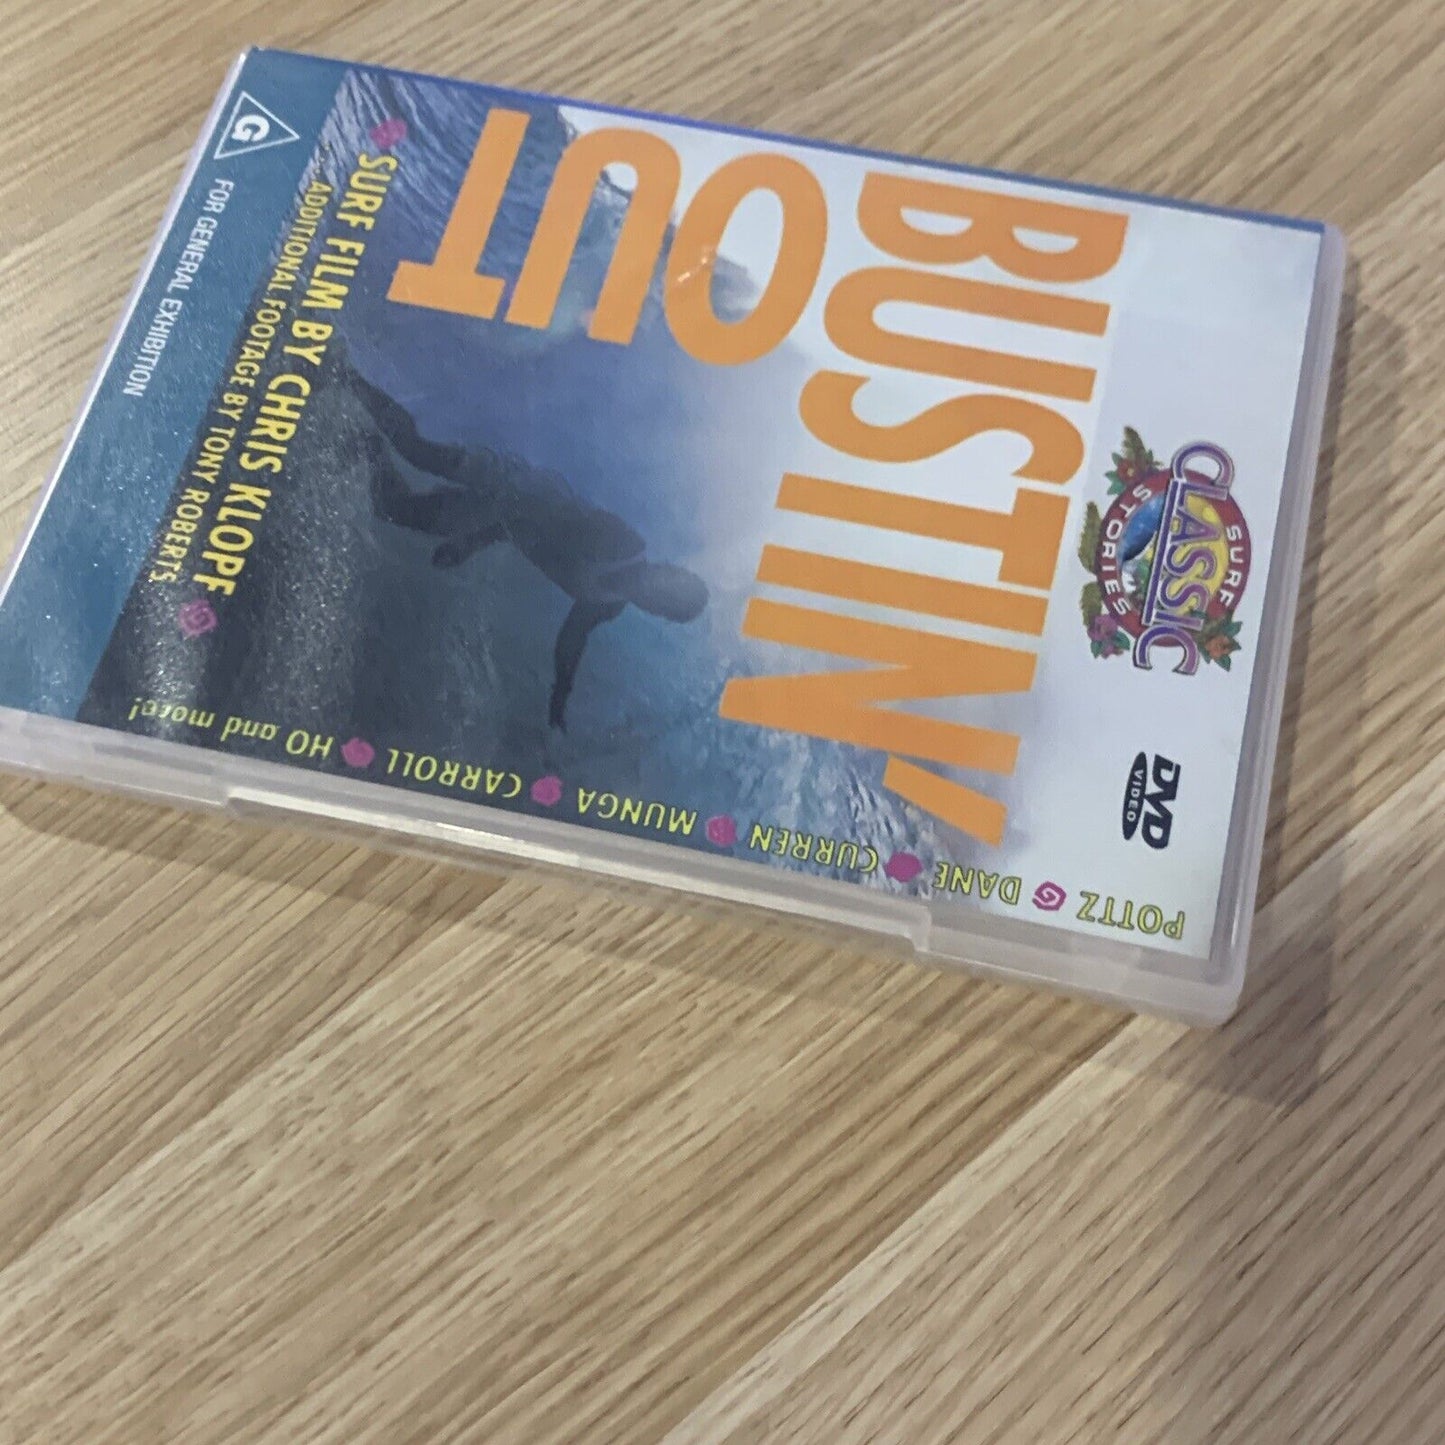 SURF
CLASSIC
STORIES
DVD
VIDEO
BUSTIN'
OUT
POTTZ DANE CURREN MUNGA CARROLL HO and more!
SURF FILM BY CHRIS KLOPF
...ADDITIONAL FOOTAGE BY TONY ROBERTS...
G
FOR GENERAL EXHIBITION